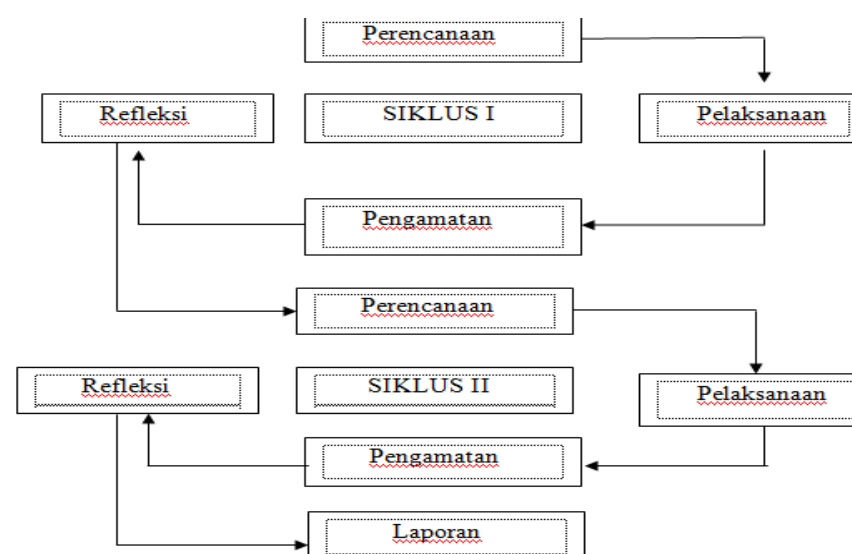 Perencanaan
Refleksi
SIKLUS I
Pelaksanaan
Pengamatan
Perencanaan
Refleksi
SIKLUS II
Pelaksanaan
Pengamatan
Laporan